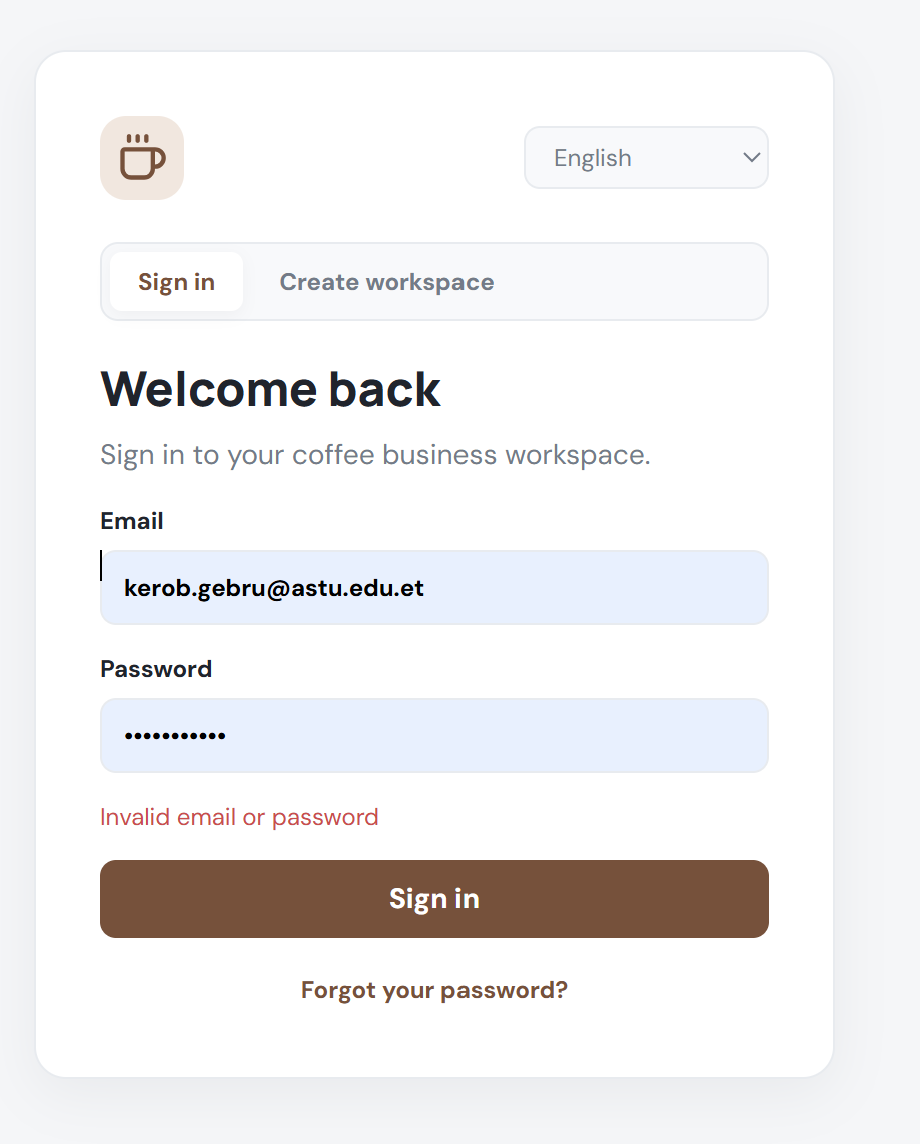 English
Sign in
Create workspace
Welcome back
Sign in to your coffee business workspace.
Email
kerob.gebru@astu.edu.et
Password
•••••••••••
Invalid email or password
Sign in
Forgot your password?